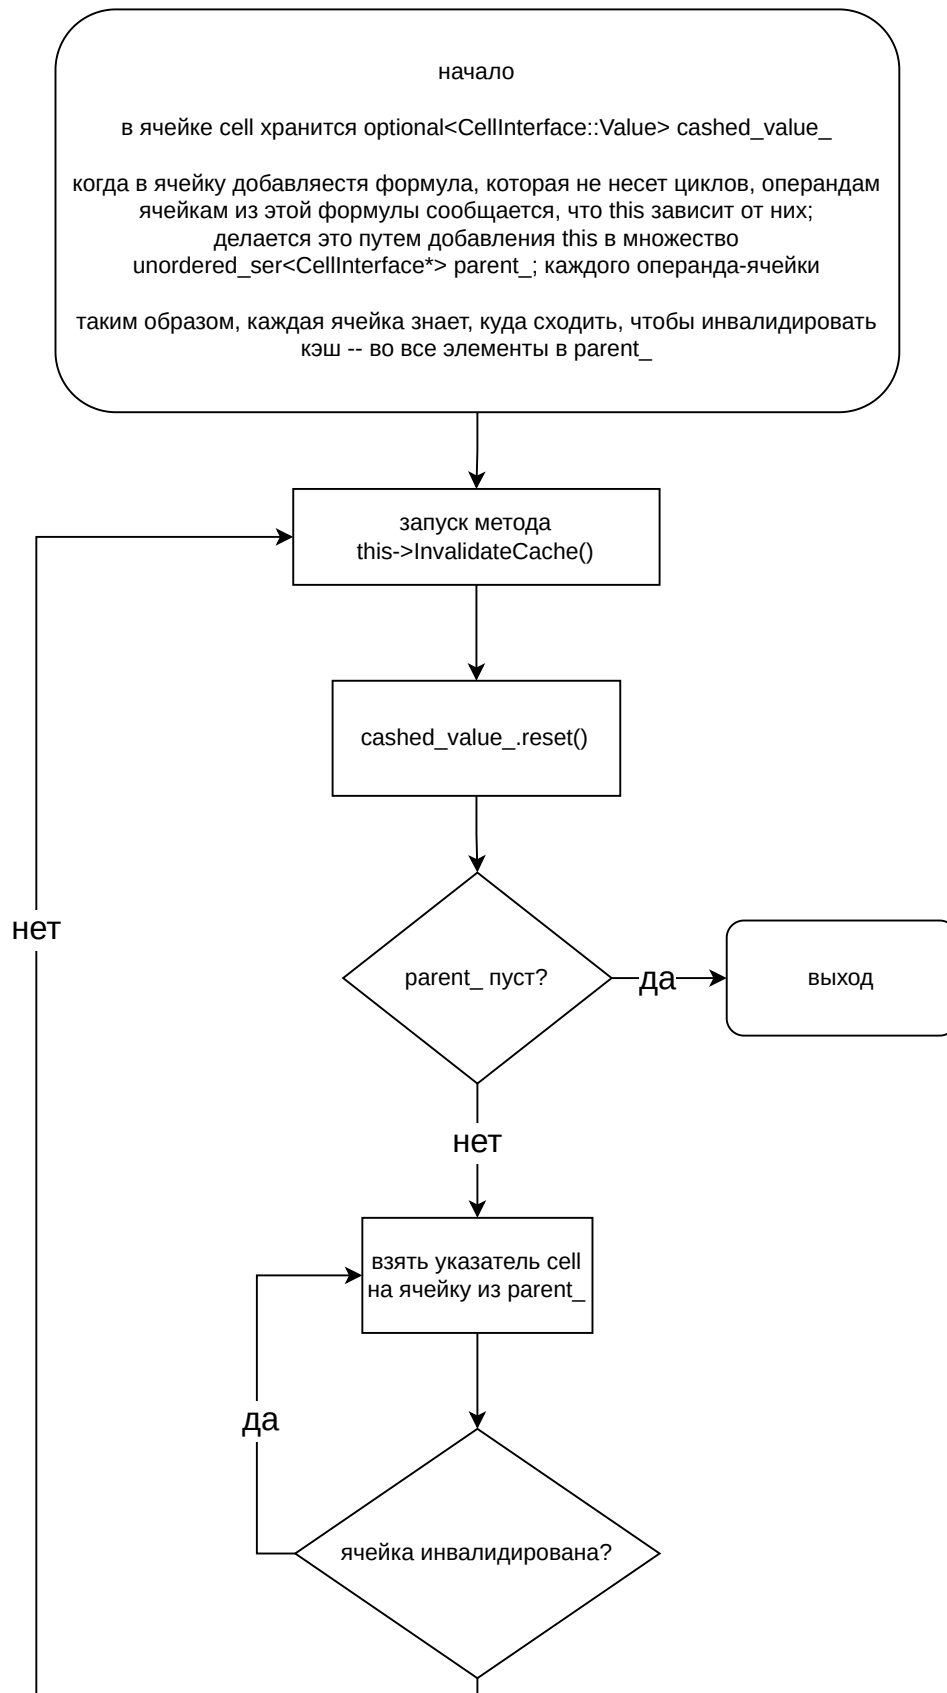 начало
в ячейке cell хранится optional<CellInterface::Value> cashed_value_
когда в ячейку добавляестя формула, которая не несет циклов, операндам
ячейкам из этой формулы сообщается, что this зависит от них;
делается это путем добавления this в множество
unordered_ser<CellInterface*> parent_; каждого операнда-ячейки
таким образом, каждая ячейка знает, куда сходить, чтобы инвалидировать
кэш -- во все элементы в parent_
запуск метода
this->InvalidateCache()
cashed_value_.reset()
нет
parent_ пуст?
да
выход
нет
взять указатель cell
на ячейку из parent_
да
ячейка инвалидирована?